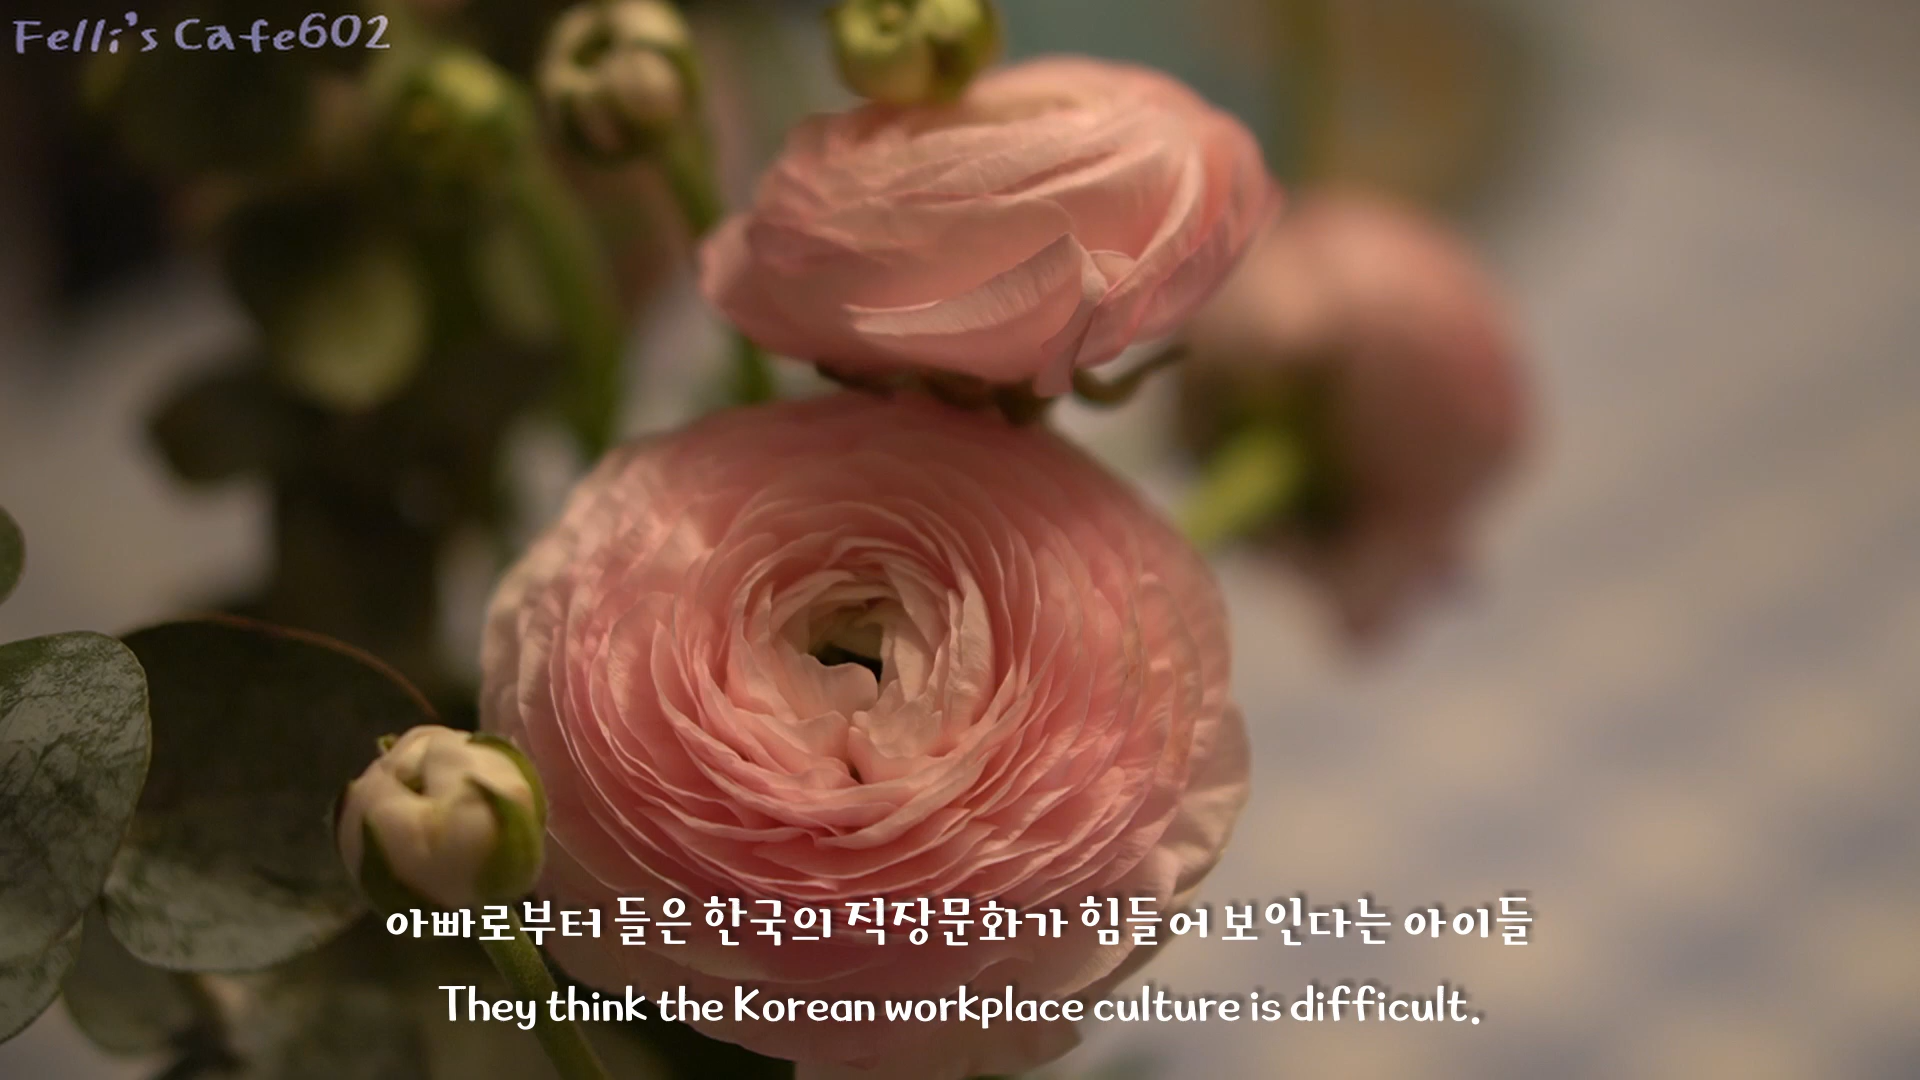 Felli's Cafe602
아빠로부터 들은 한국의 직장문화가 힘들어 보인다는 아이들
They think the Korean workplace culture is difficult.